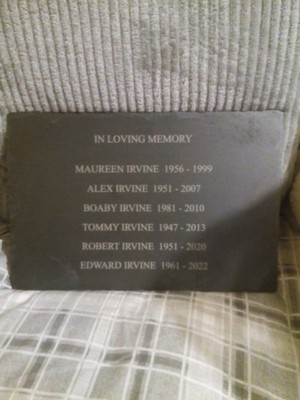 IN LOVING MEMORY
MAUREEN IRVINE 1956 - 1999
ALEX IRVINE 1951 - 2007
BOABY IRVINE 1981 - 2010
TOMMY IRVINE 1947 - 2013
ROBERT IRVINE 1951 - 2020
EDWARD IRVINE 1961 - 2022